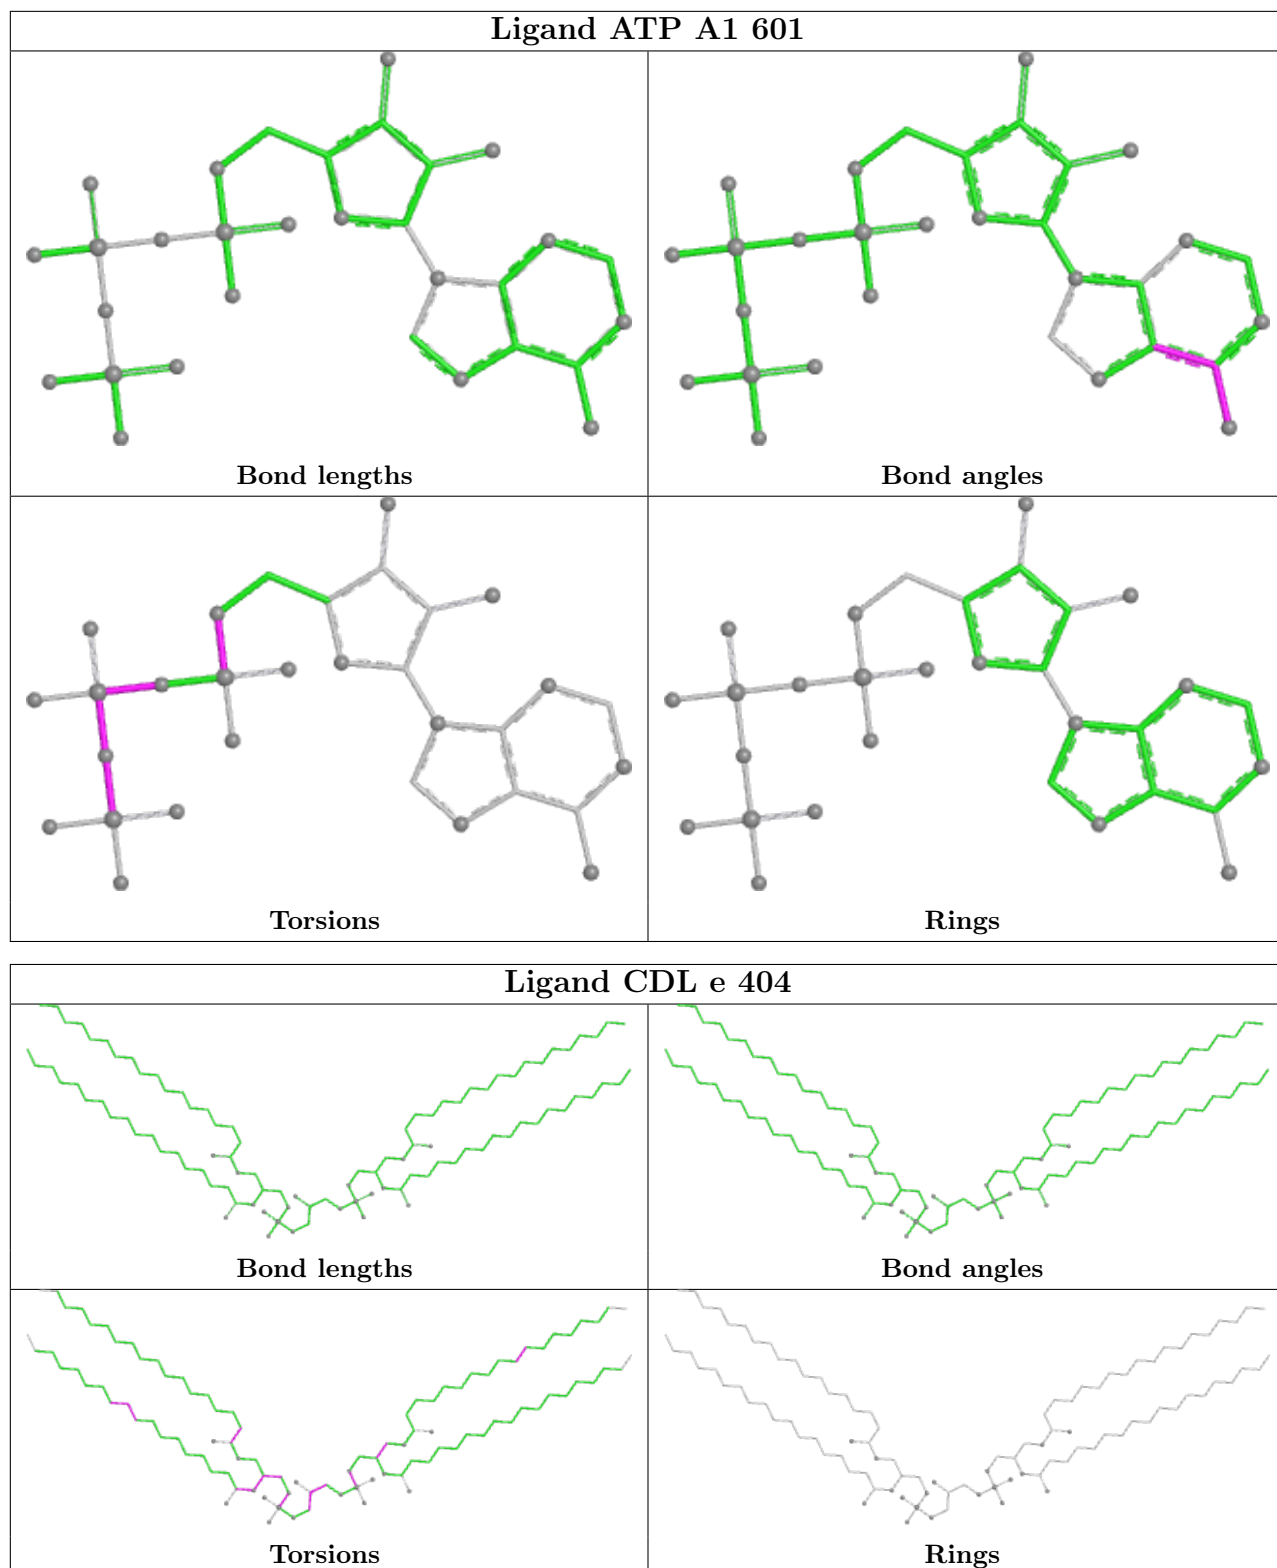 Ligand ATP A1 601
Bond lengths
Bond angles
Torsions
Rings
Ligand CDL e 404
Bond lengths
Bond angles
Torsions
Rings